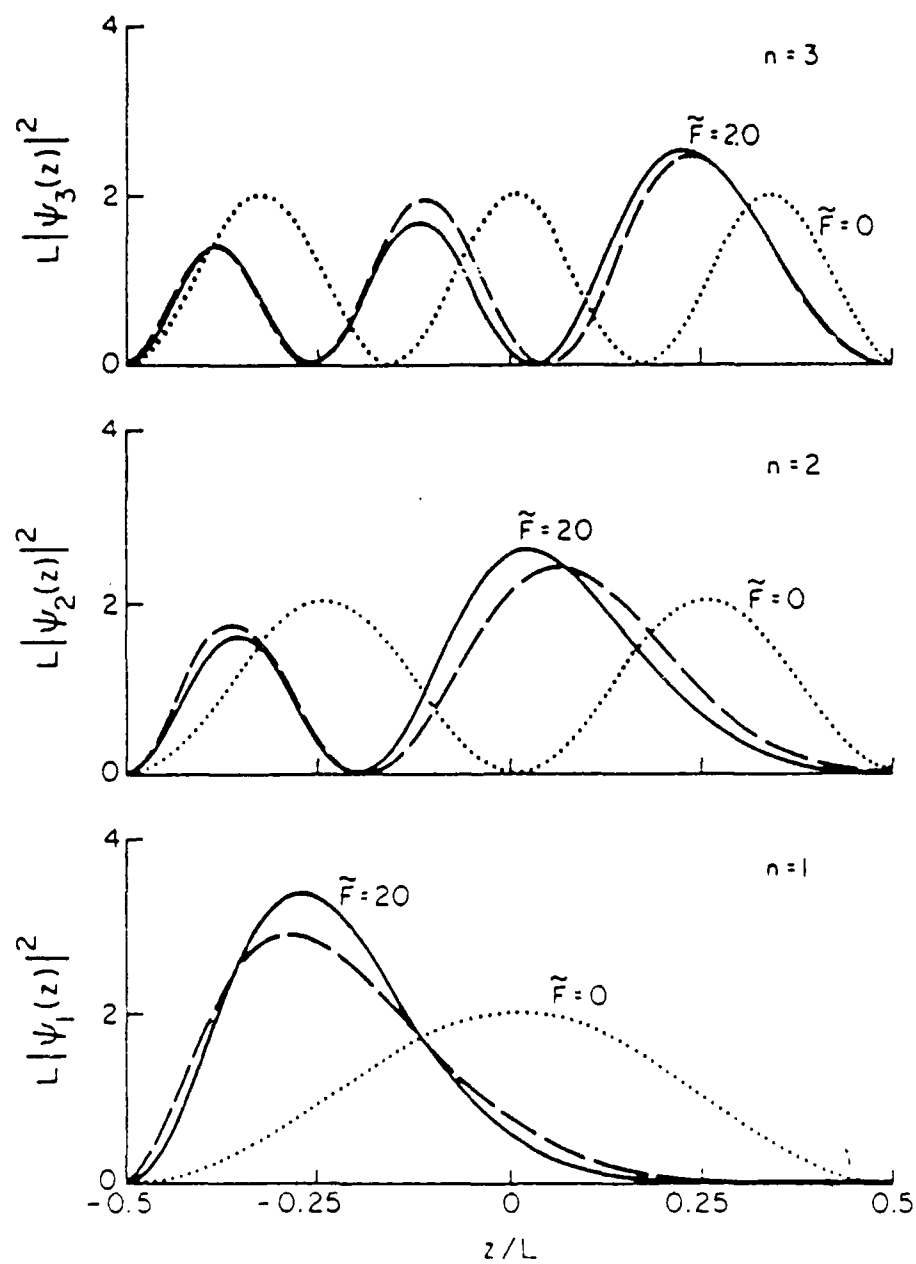 4
n = 3
F̃ = 20
L|ψ₃(z)|²
2
F̃ = 0
0
4
n = 2
F̃ = 20
L|ψ₂(z)|²
2
F̃ = 0
0
4
n = 1
F̃ = 20
L|ψ₁(z)|²
2
F̃ = 0
0
-0.5 -0.25 0 0.25 0.5
z/L